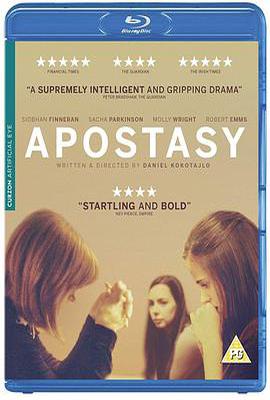 Blu-ray Disc
★★★★★ ★★★★ ★★★★★
FINANCIAL TIMES THE GUARDIAN THE IRISH TIMES
"A SUPREMELY INTELLIGENT AND GRIPPING DRAMA"
PETER BRADSHAW, THE GUARDIAN
SIOBHAN FINNERAN SACHA PARKINSON MOLLY WRIGHT ROBERT EMMS
APOSTASY
WRITTEN & DIRECTED BY DANIEL KOKOTAJLO
★★★★
"STARTLING AND BOLD"
NEV PIERCE, EMPIRE
CURZON ARTIFICIAL EYE
PG